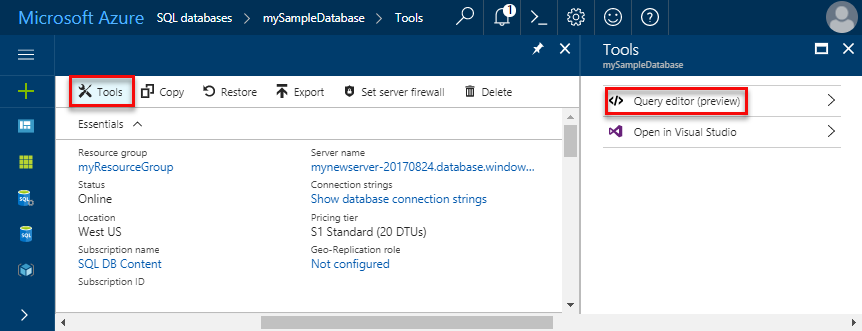 Microsoft Azure SQL databases > mySampleDatabase > Tools
1
Tools
mySampleDatabase
Tools Copy Restore Export Set server firewall Delete
Query editor (preview)
Open in Visual Studio
Essentials
Resource group
myResourceGroup
Server name
mynewserver-20170824.database.window...
Status
Online
Connection strings
Show database connection strings
Location
West US
Pricing tier
S1 Standard (20 DTUs)
Subscription name
SQL DB Content
Geo-Replication role
Not configured
Subscription ID
SQL
SQL